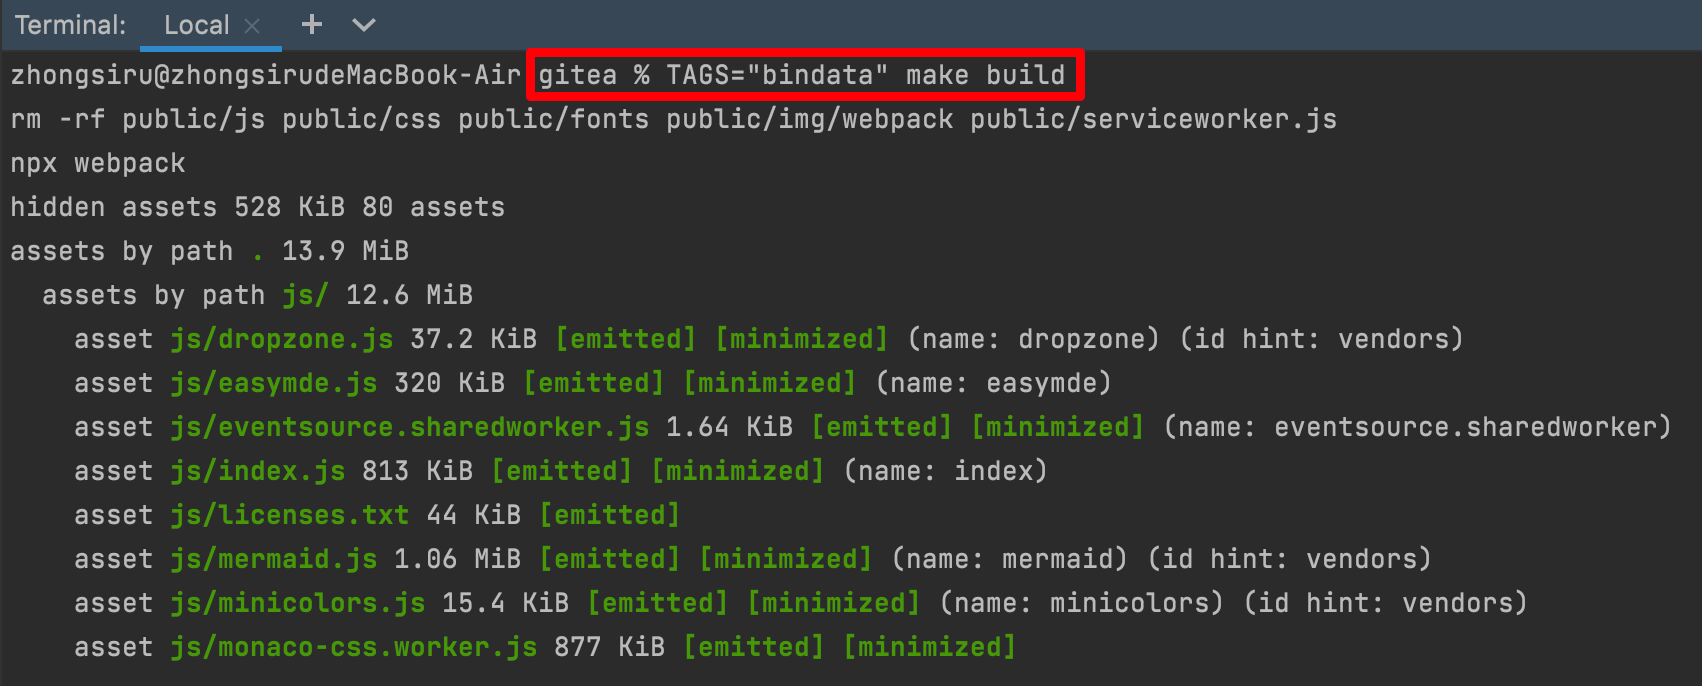 Terminal: Local × + 
zhongsiru@zhongsirudeMacBook-Air gitea % TAGS="bindata" make build
rm -rf public/js public/css public/fonts public/img/webpack public/serviceworker.js
npx webpack
hidden assets 528 KiB 80 assets
assets by path . 13.9 MiB
assets by path js/ 12.6 MiB
asset js/dropzone.js 37.2 KiB [emitted] [minimized] (name: dropzone) (id hint: vendors)
asset js/easymde.js 320 KiB [emitted] [minimized] (name: easymde)
asset js/eventsource.sharedworker.js 1.64 KiB [emitted] [minimized] (name: eventsource.sharedworker)
asset js/index.js 813 KiB [emitted] [minimized] (name: index)
asset js/licenses.txt 44 KiB [emitted]
asset js/mermaid.js 1.06 MiB [emitted] [minimized] (name: mermaid) (id hint: vendors)
asset js/minicolors.js 15.4 KiB [emitted] [minimized] (name: minicolors) (id hint: vendors)
asset js/monaco-css.worker.js 877 KiB [emitted] [minimized]